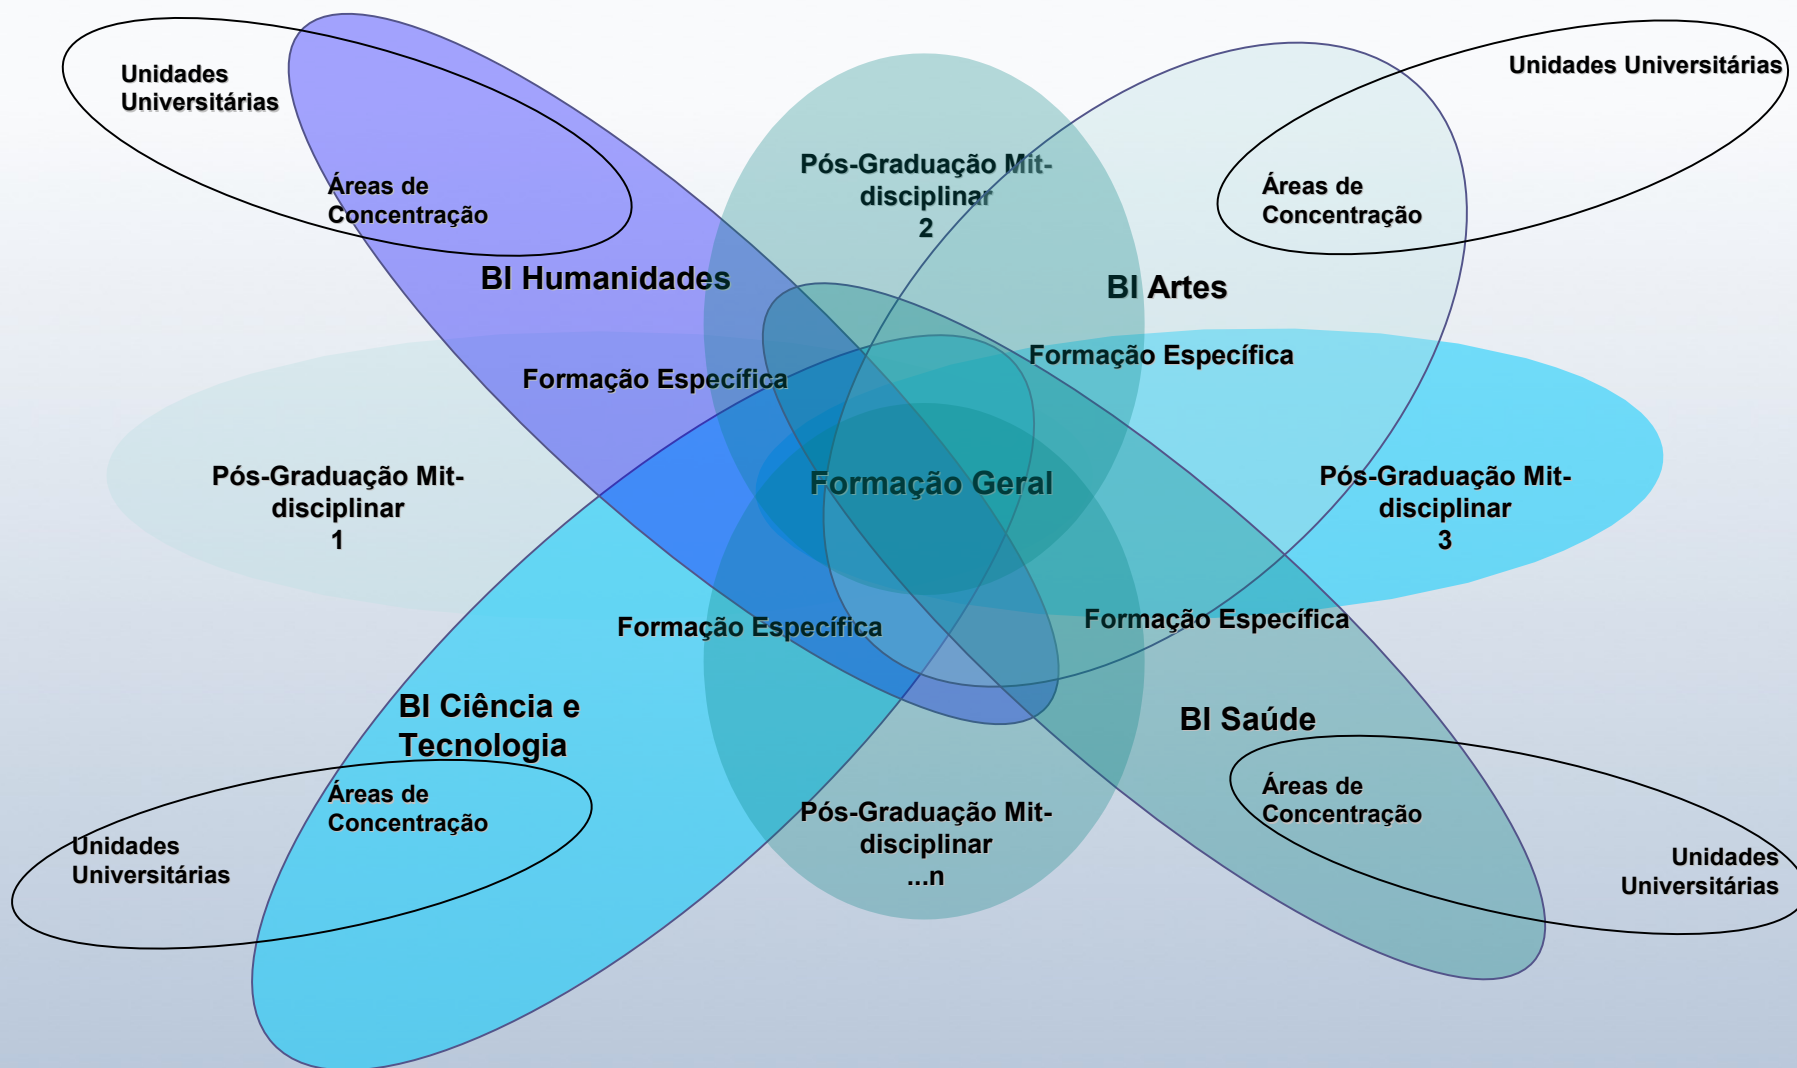 Unidades
Universitárias
Áreas de
Concentração
BI Humanidades
Formação Específica
Pós-Graduação Mit-
disciplinar
2
Unidades Universitárias
Áreas de
Concentração
BI Artes
Formação Específica
Pós-Graduação Mit-
disciplinar
1
Formação Geral
Pós-Graduação Mit-
disciplinar
3
Formação Específica
BI Ciência e
Tecnologia
Áreas de
Concentração
Unidades
Universitárias
Pós-Graduação Mit-
disciplinar
...n
Formação Específica
BI Saúde
Áreas de
Concentração
Unidades
Universitárias